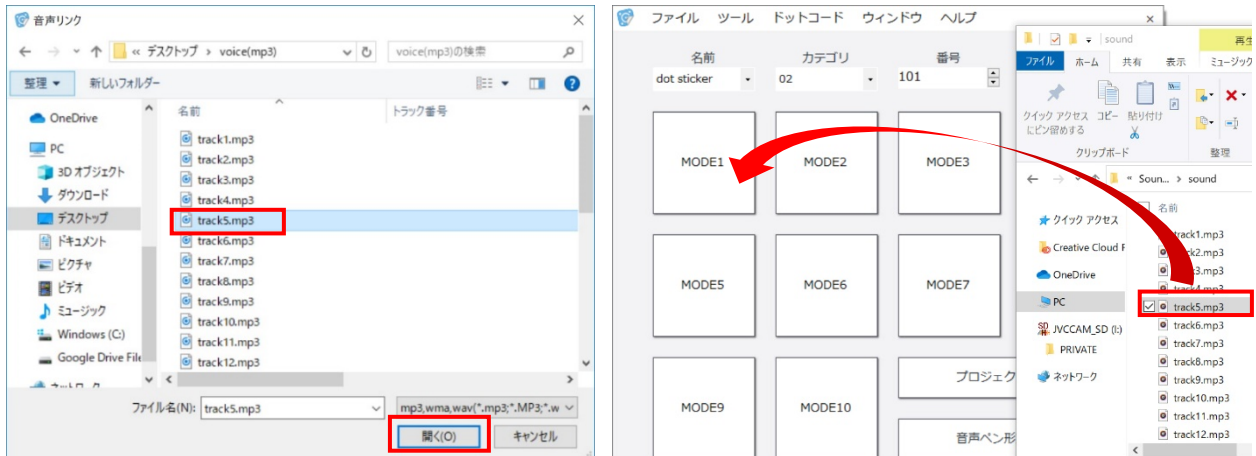 音声リンク
« デスクトップ › voice(mp3)
voice(mp3)の検索
整理
新しいフォルダー
OneDrive
PC
3D オブジェクト
ダウンロード
デスクトップ
ドキュメント
ピクチャ
ビデオ
ミュージック
Windows (C:)
Google Drive File
名前
トラック番号
track1.mp3
track2.mp3
track3.mp3
track4.mp3
track5.mp3
track6.mp3
track7.mp3
track8.mp3
track9.mp3
track10.mp3
track11.mp3
track12.mp3
ファイル名(N): track5.mp3
mp3,wma,wav(*.mp3;*.MP3;*.w
開く(O)
キャンセル
ファイル ツール ドットコード ウィンドウ ヘルプ
名前 カテゴリ 番号
dot sticker 02 101
MODE1 MODE2 MODE3
MODE5 MODE6 MODE7
MODE9 MODE10
プロジェク
音声ペン形
sound
再生
ファイル ホーム 共有 表示 ミュージック
クイック アクセス
にピン留めする
コピー 貼り付け
クリップボード
整理
« Soun... › sound
クイック アクセス
Creative Cloud F
OneDrive
PC
JVCCAM_SD (I:)
PRIVATE
ネットワーク
名前
track1.mp3
k2.mp3
3.mp3
track5.mp3
track6.mp3
track7.mp3
track8.mp3
track9.mp3
track10.mp3
track11.mp3
track12.mp3